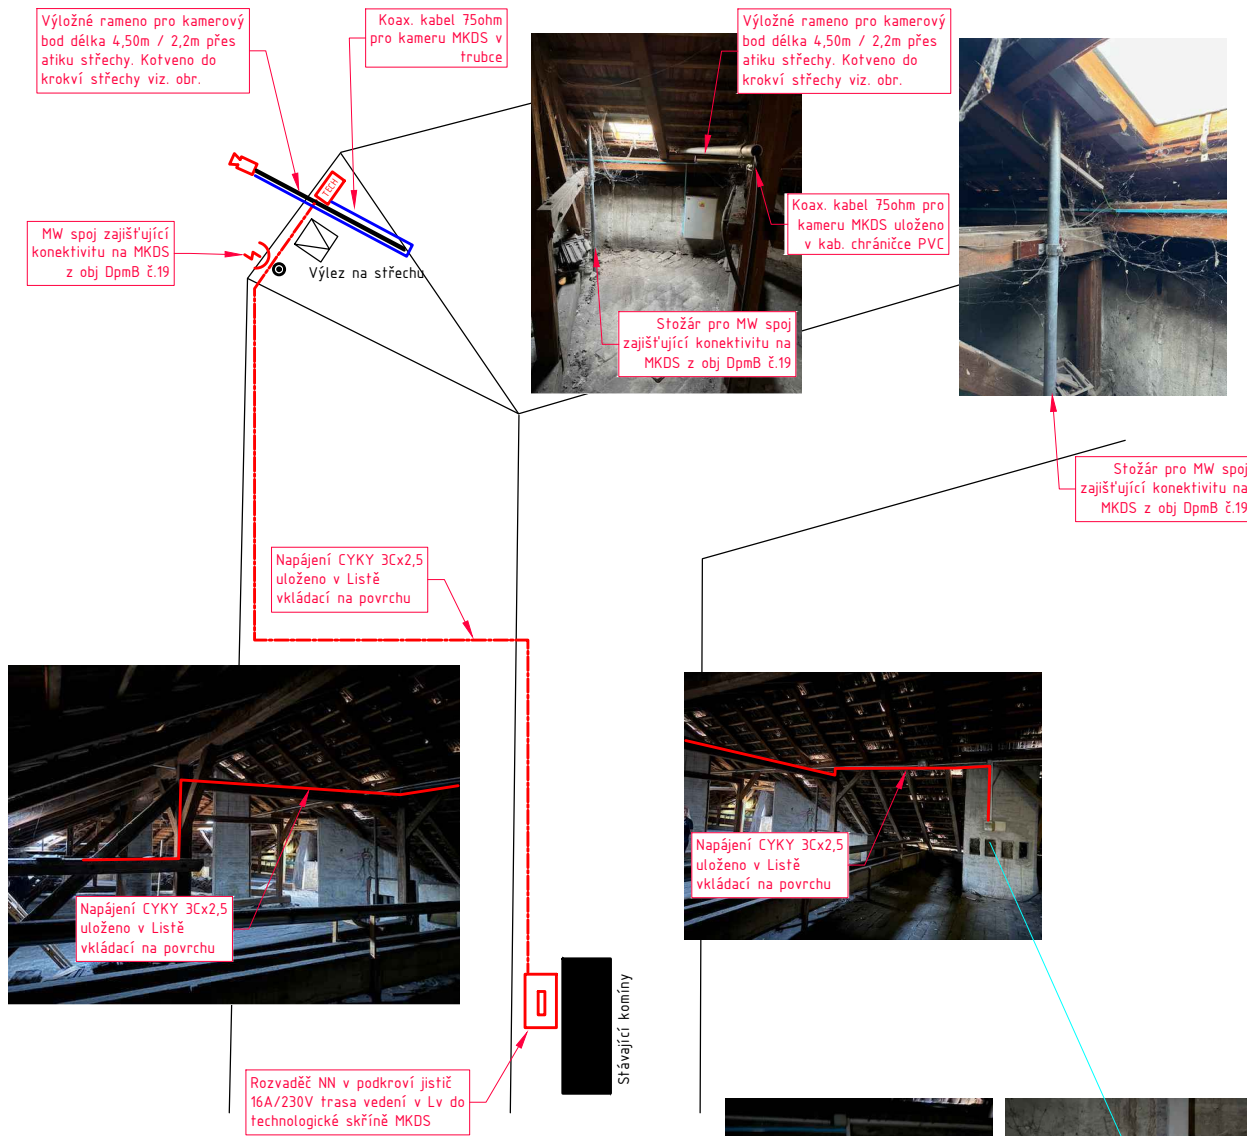 Výložné rameno pro kamerový
bod délka 4,50m / 2,2m přes
atiku střechy. Kotveno do
krokví střechy viz. obr.
Koax. kabel 75ohm
pro kameru MKDS v
trubce
Výložné rameno pro kamerový
bod délka 4,50m / 2,2m přes
atiku střechy. Kotveno do
krokví střechy viz. obr.
TECH
Koax. kabel 75ohm pro
kameru MKDS uloženo
v kab. chráničce PVC
MW spoj zajišťující
konektivitu na MKDS
z obj DpmB č.19
Výlez na střechu
Stožár pro MW spoj
zajišťující konektivitu na
MKDS z obj DpmB č.19
Stožár pro MW spoj
zajišťující konektivitu na
MKDS z obj DpmB č.19
Napájení CYKY 3Cx2,5
uloženo v Listě
vkládací na povrchu
Napájení CYKY 3Cx2,5
uloženo v Listě
vkládací na povrchu
Napájení CYKY 3Cx2,5
uloženo v Listě
vkládací na povrchu
Stávající komíny
Rozvaděč NN v podkroví jistič
16A/230V trasa vedení v Lv do
technologické skříně MKDS